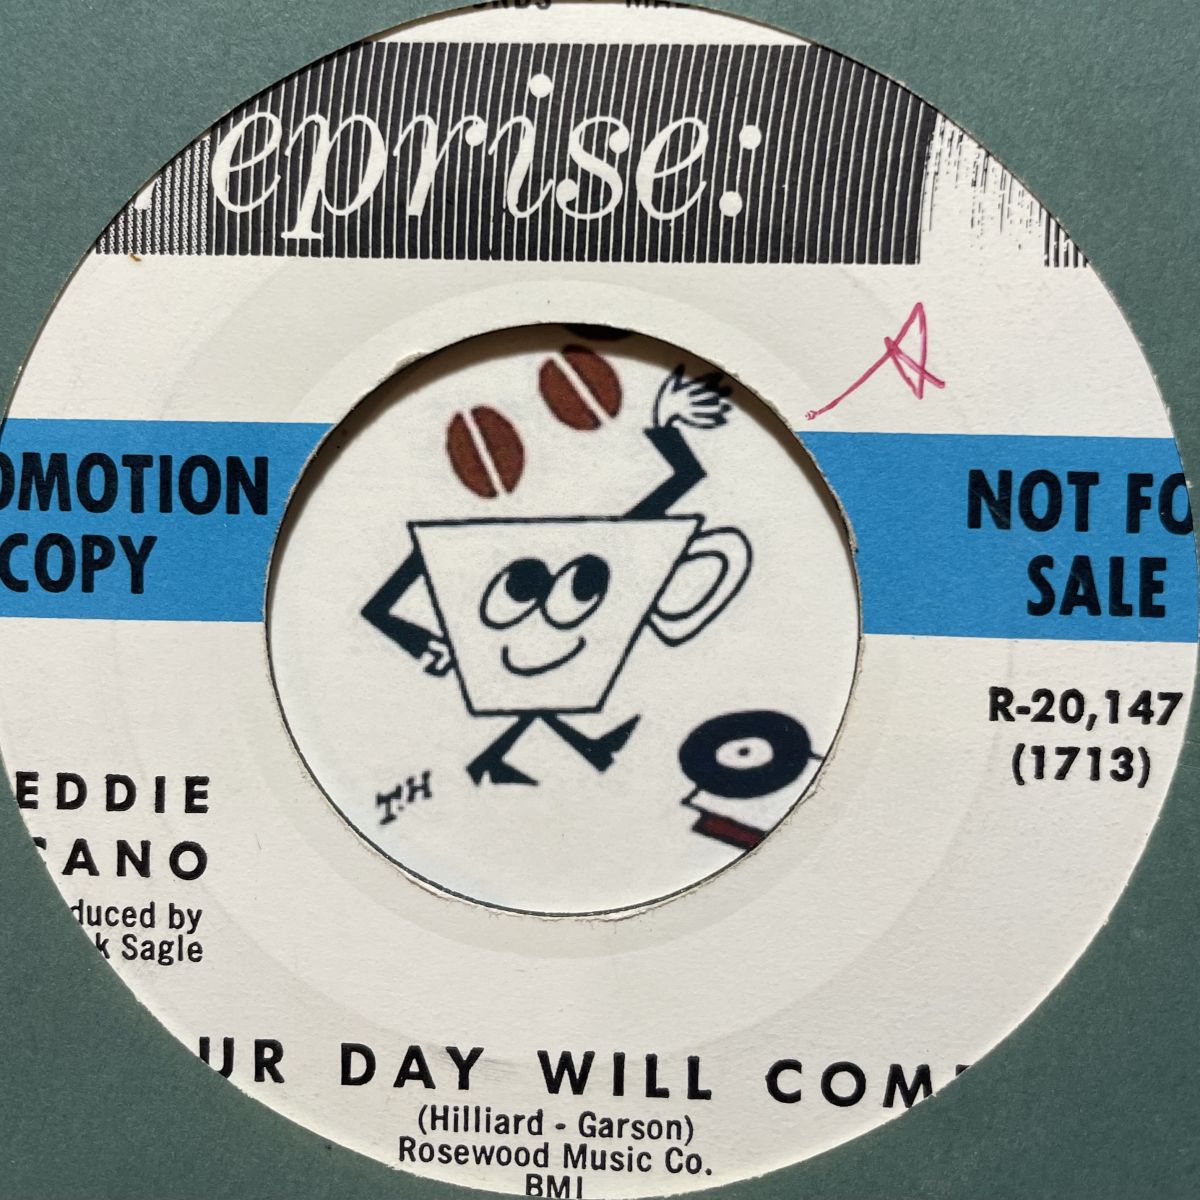 eprise:
OMOTION
COPY
NOT FO
SALE
R-20,147
(1713)
T.H
EDDIE
CANO
duced by
k Sagle
UR DAY WILL COME
(Hilliard - Garson)
Rosewood Music Co.
BMI